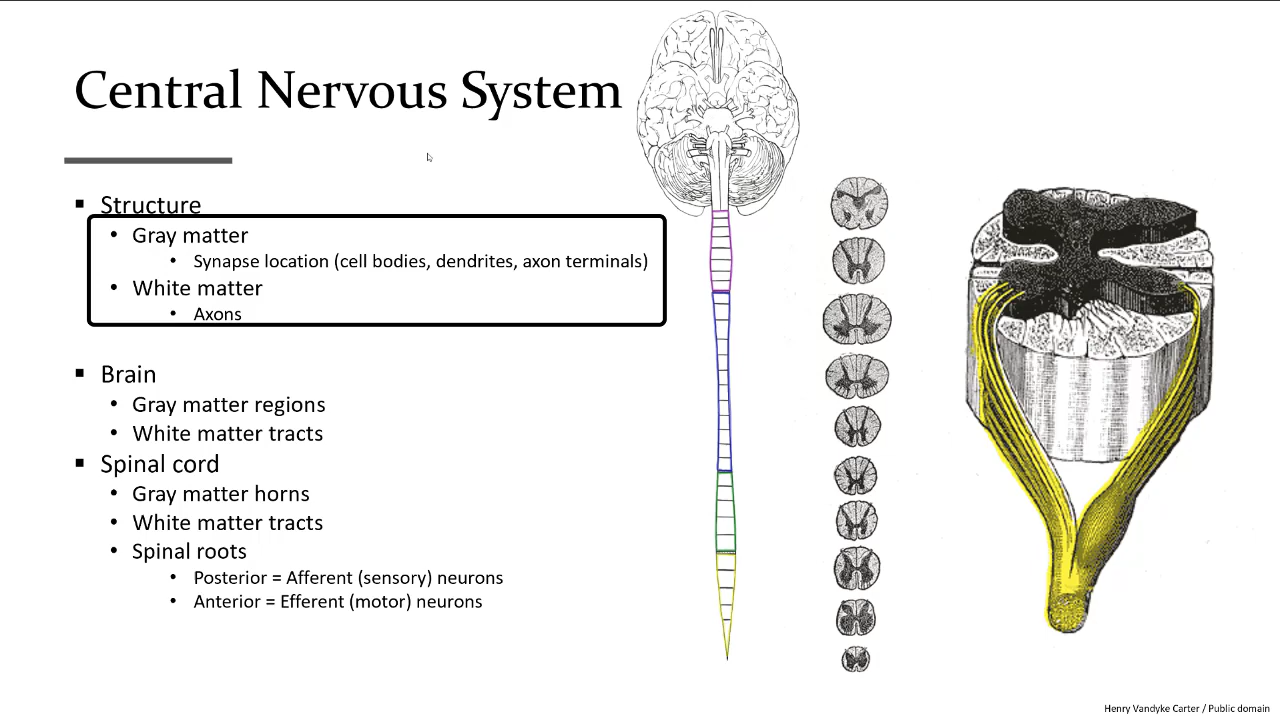 Central Nervous System
▪ Structure
• Gray matter
• Synapse location (cell bodies, dendrites, axon terminals)
• White matter
• Axons
▪ Brain
• Gray matter regions
• White matter tracts
▪ Spinal cord
• Gray matter horns
• White matter tracts
• Spinal roots
• Posterior = Afferent (sensory) neurons
• Anterior = Efferent (motor) neurons
Henry Vandyke Carter / Public domain